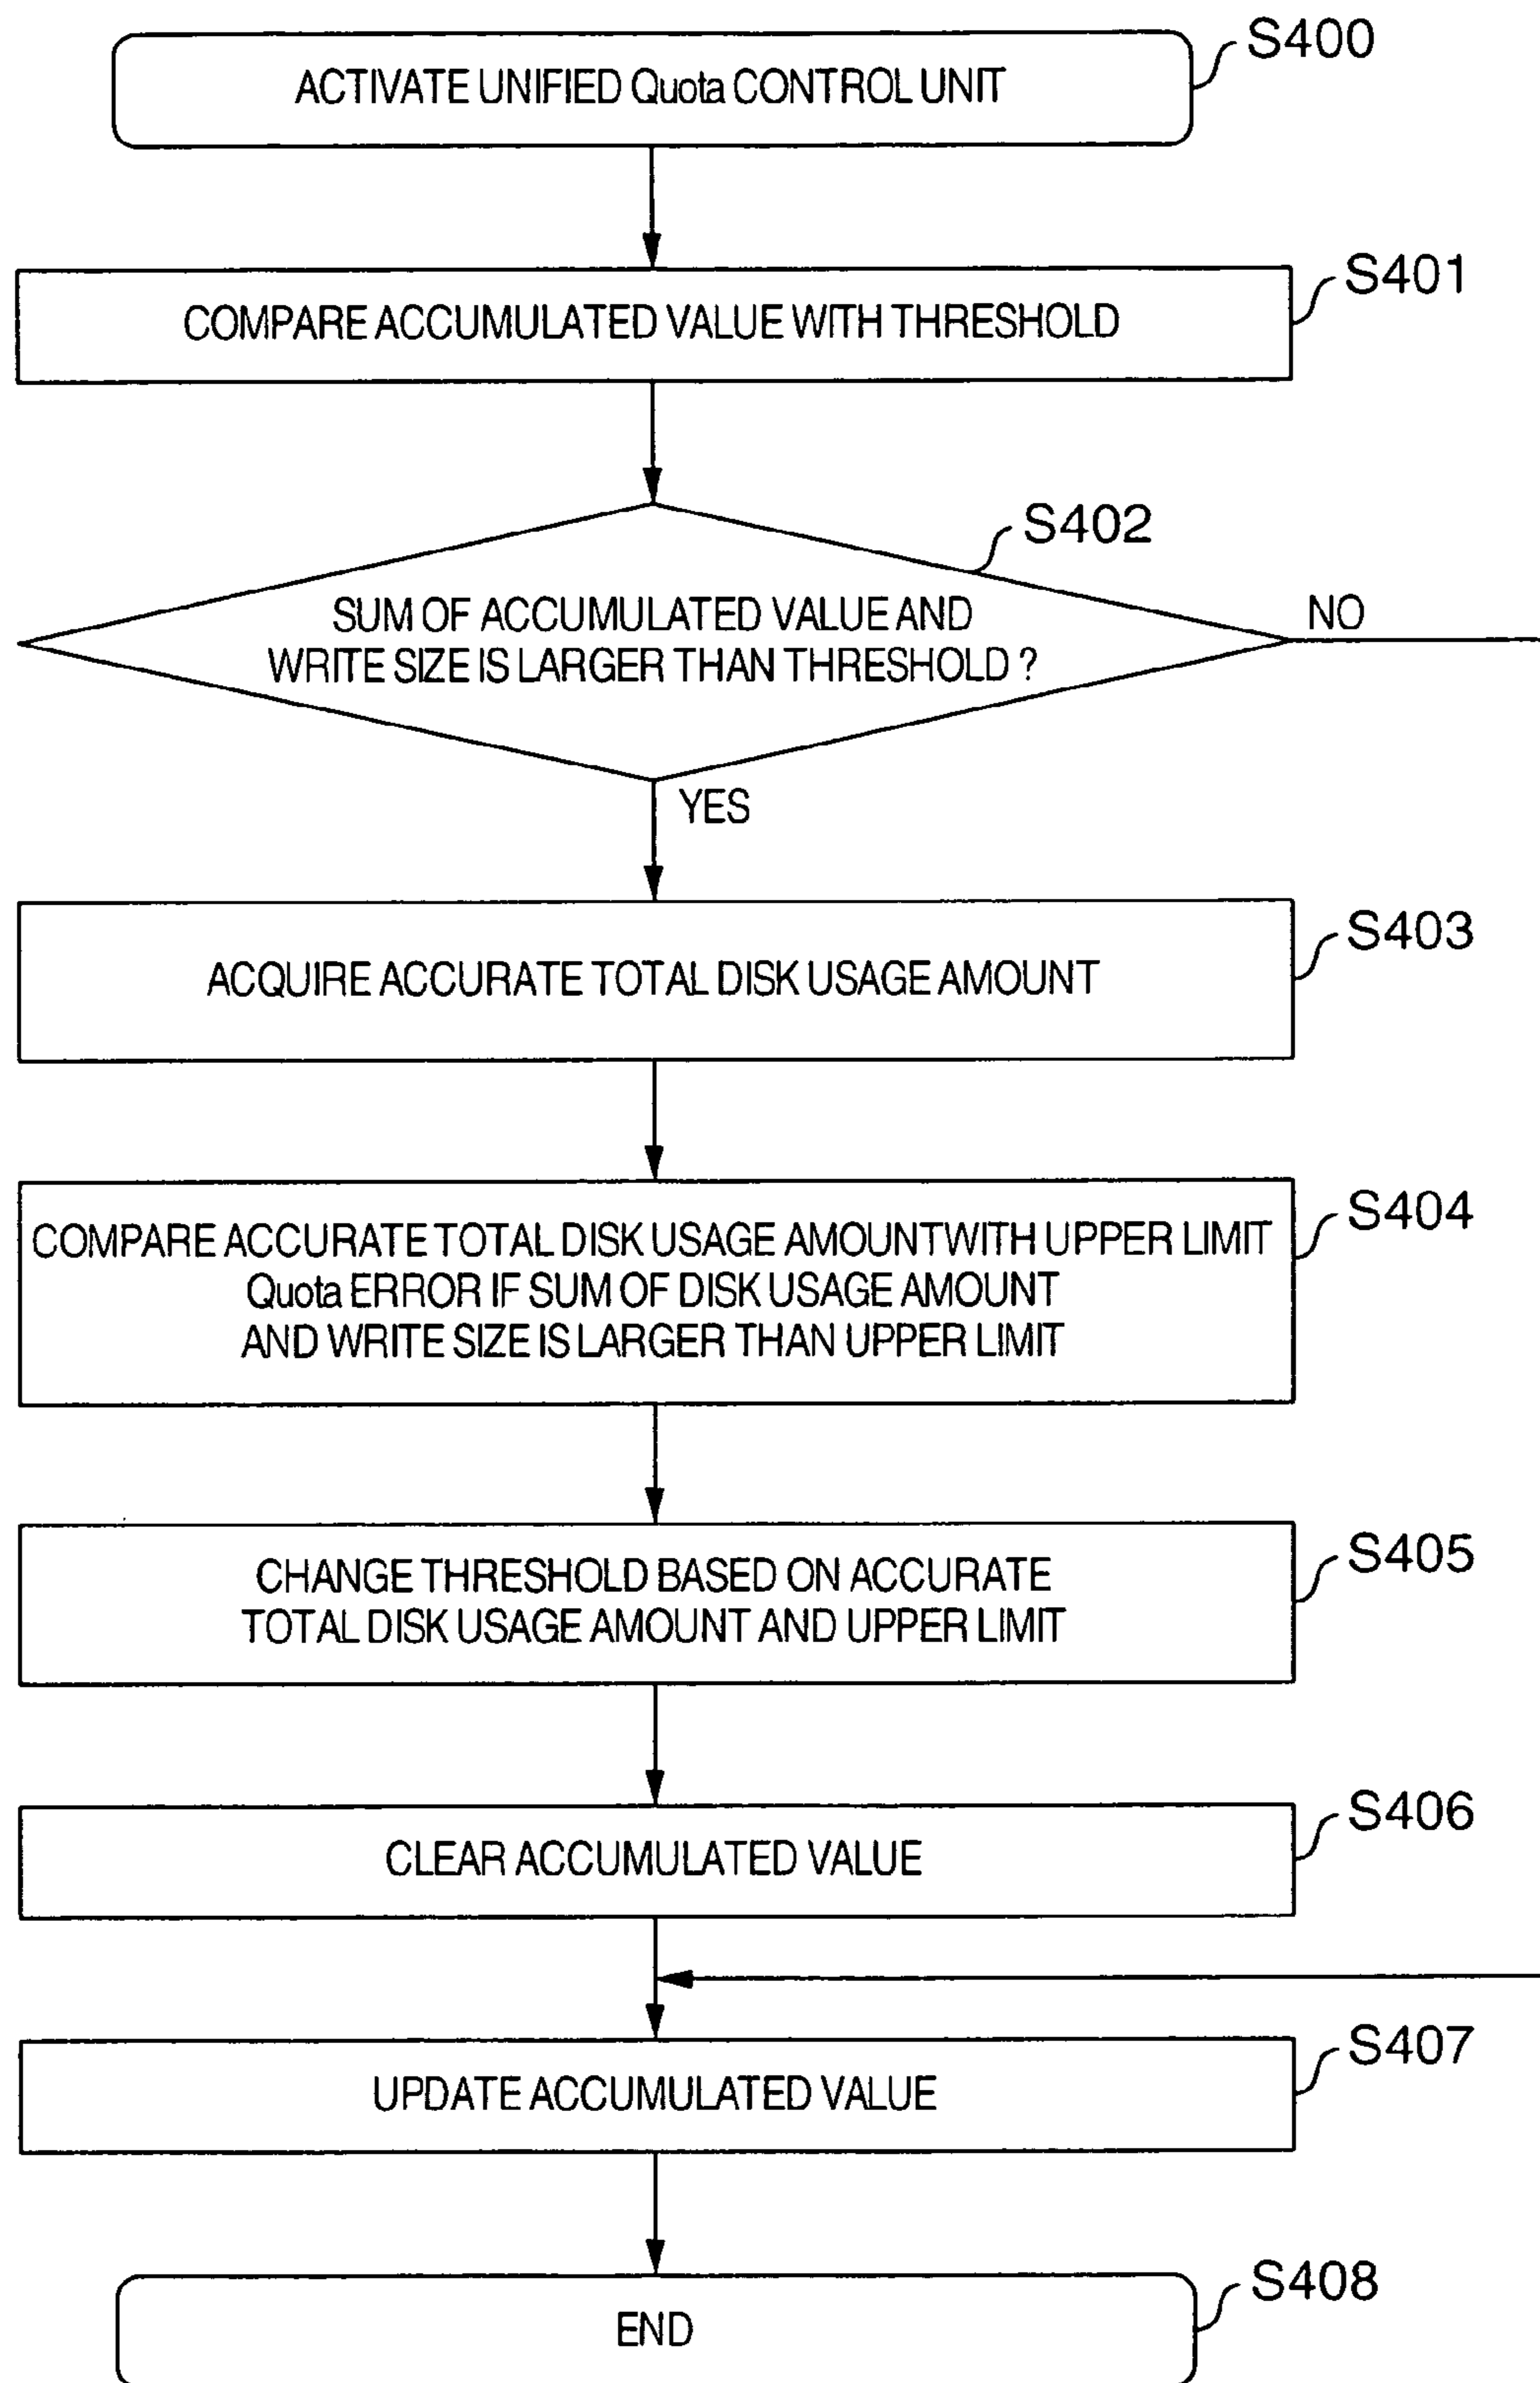 S400
ACTIVATE UNIFIED Quota CONTROL UNIT
S401
COMPARE ACCUMULATED VALUE WITH THRESHOLD
S402
SUM OF ACCUMULATED VALUE AND
WRITE SIZE IS LARGER THAN THRESHOLD ?
NO
YES
S403
ACQUIRE ACCURATE TOTAL DISK USAGE AMOUNT
S404
COMPARE ACCURATE TOTAL DISK USAGE AMOUNTWITH UPPER LIMIT
Quota ERROR IF SUM OF DISK USAGE AMOUNT
AND WRITE SIZE IS LARGER THAN UPPER LIMIT
S405
CHANGE THRESHOLD BASED ON ACCURATE
TOTAL DISK USAGE AMOUNT AND UPPER LIMIT
S406
CLEAR ACCUMULATED VALUE
S407
UPDATE ACCUMULATED VALUE
S408
END